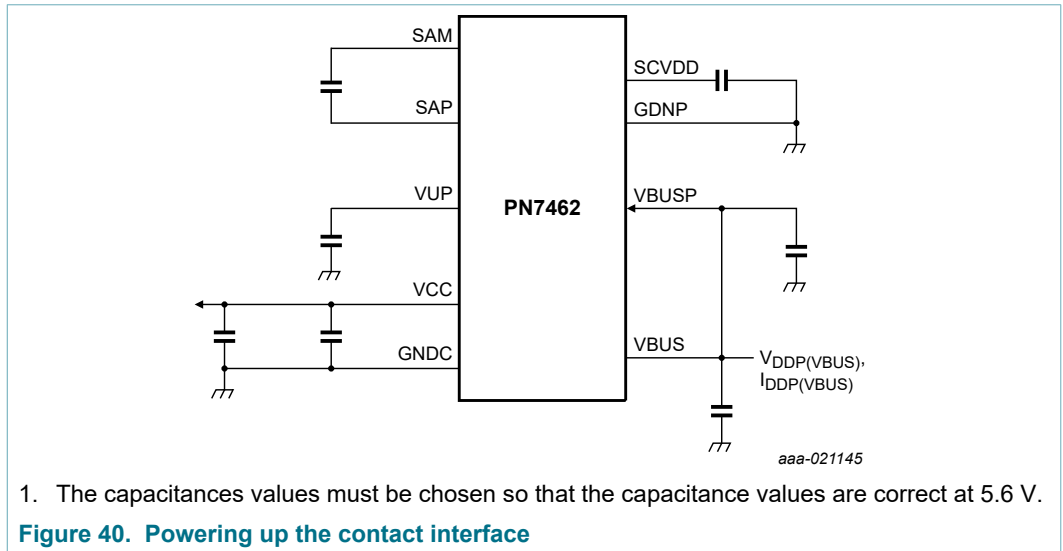 SAM
SCVDD
SAP
GDNP
VUP
PN7462
VBUSP
VCC
GNDC
VBUS
VDDP(VBUS),
IDDP(VBUS)
aaa-021145
1. The capacitances values must be chosen so that the capacitance values are correct at 5.6 V.
Figure 40. Powering up the contact interface